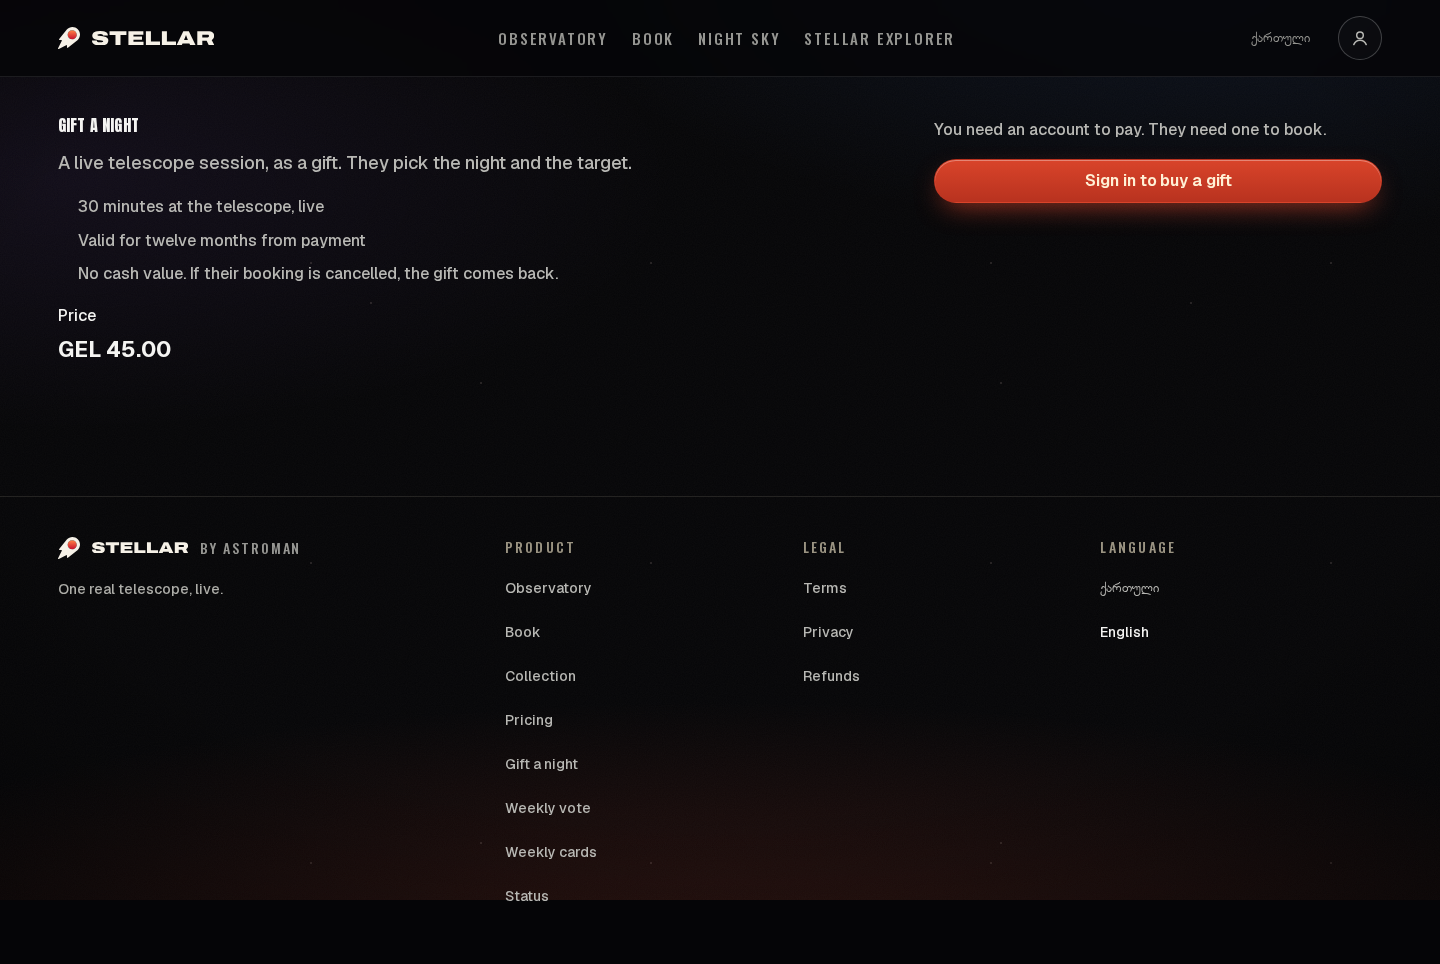 STELLAR
OBSERVATORY BOOK NIGHT SKY STELLAR EXPLORER
ქართული
GIFT A NIGHT
A live telescope session, as a gift. They pick the night and the target.
30 minutes at the telescope, live
Valid for twelve months from payment
No cash value. If their booking is cancelled, the gift comes back.
Price
GEL 45.00
You need an account to pay. They need one to book.
Sign in to buy a gift
STELLAR BY ASTROMAN
One real telescope, live.
PRODUCT
Observatory
Book
Collection
Pricing
Gift a night
Weekly vote
Weekly cards
Status
LEGAL
Terms
Privacy
Refunds
LANGUAGE
ქართული
English